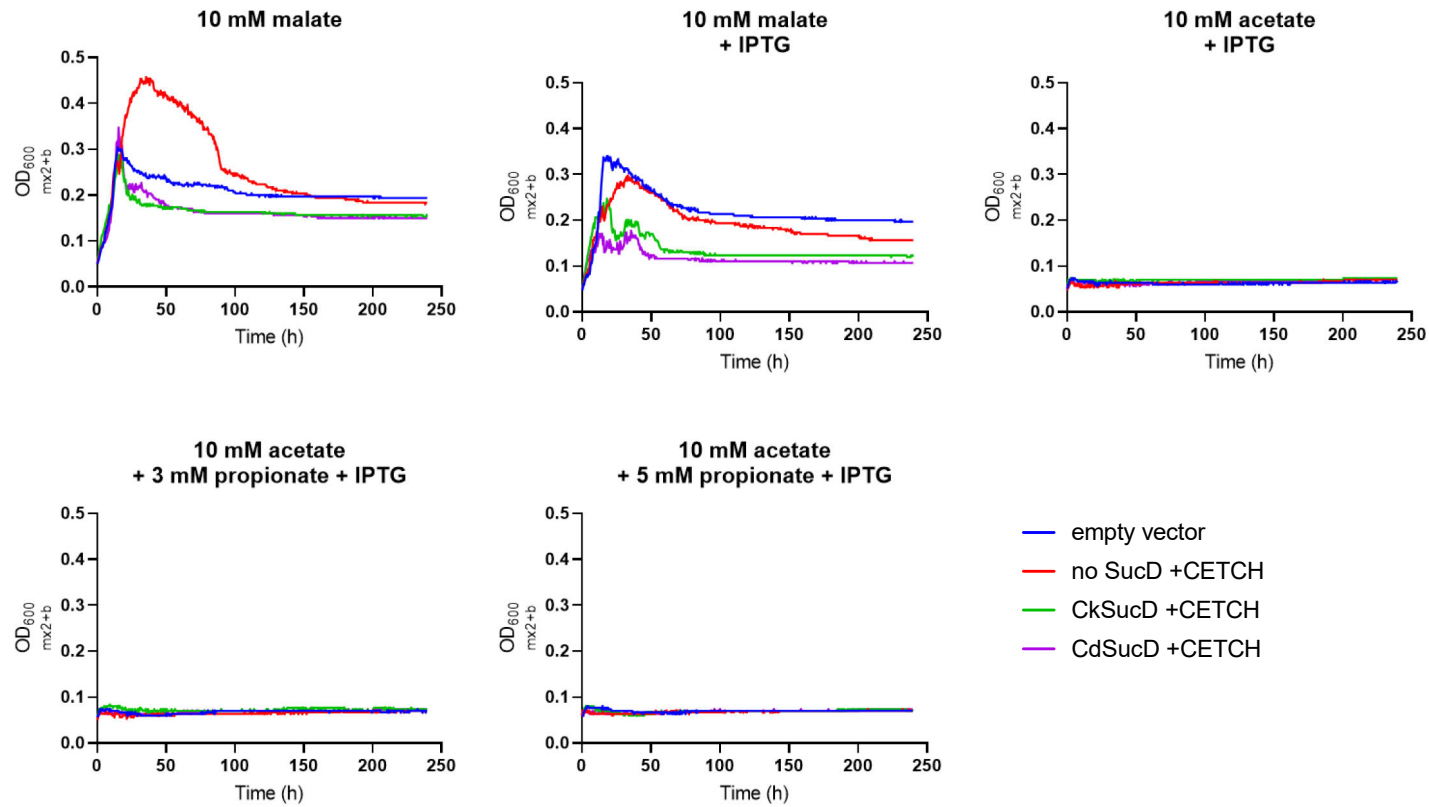 10 mM malate
0.5
0.4
0.3
0.2
0.1
0.0
OD600
mx2+b
0 50 100 150 200 250
Time (h)
10 mM malate
+ IPTG
0.5
0.4
0.3
0.2
0.1
0.0
OD600
mx2+b
0 50 100 150 200 250
Time (h)
10 mM acetate
+ IPTG
0.5
0.4
0.3
0.2
0.1
0.0
OD600
mx2+b
0 50 100 150 200 250
Time (h)
10 mM acetate
+ 3 mM propionate + IPTG
0.5
0.4
0.3
0.2
0.1
0.0
OD600
mx2+b
0 50 100 150 200 250
Time (h)
10 mM acetate
+ 5 mM propionate + IPTG
0.5
0.4
0.3
0.2
0.1
0.0
OD600
mx2+b
0 50 100 150 200 250
Time (h)
empty vector
no SucD +CETCH
CkSucD +CETCH
CdSucD +CETCH